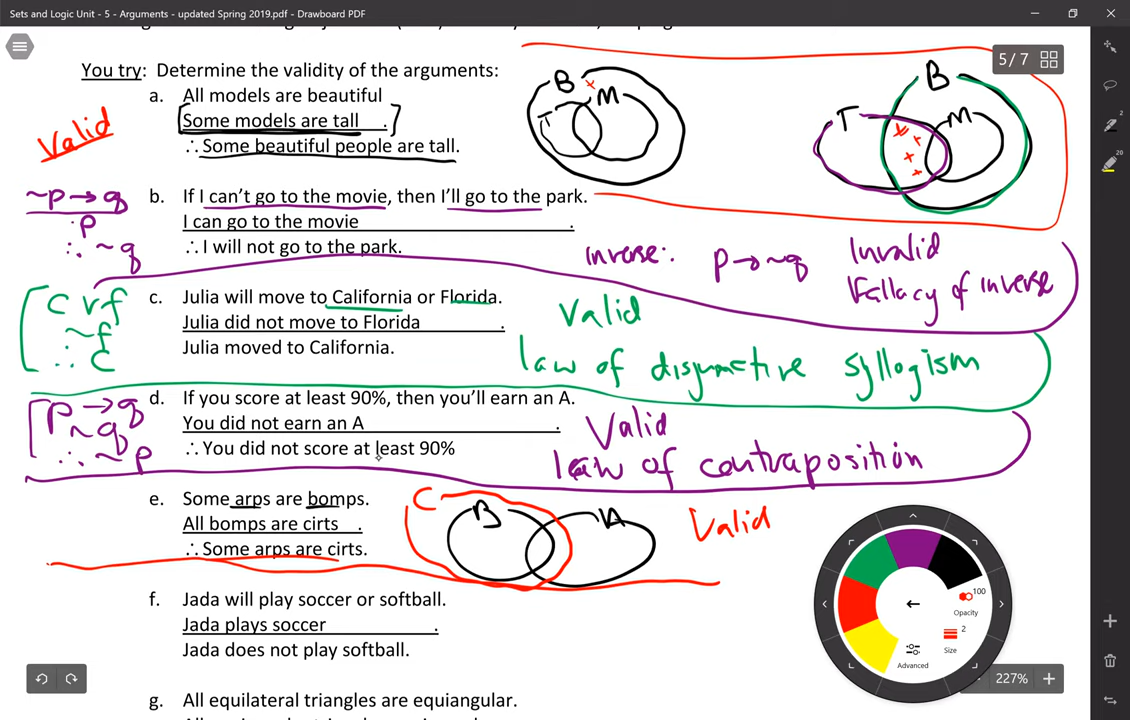 Sets and Logic Unit - 5 - Arguments - updated Spring 2019.pdf - Drawboard PDF
5 / 7
You try: Determine the validity of the arguments:
a. All models are beautiful
Some models are tall .
∴ Some beautiful people are tall.
Valid
B
M
T
B
T
M
b. If I can't go to the movie, then I'll go to the park.
I can go to the movie .
∴ I will not go to the park.
~p → q
p
∴ ~q
Inverse: p → ~q
Invalid
Fallacy of inverse
c. Julia will move to California or Florida.
Julia did not move to Florida .
Julia moved to California.
C v f
~f
∴ C
Valid
law of disjunctive syllogism
d. If you score at least 90%, then you'll earn an A.
You did not earn an A .
∴ You did not score at least 90%
p → q
~q
∴ ~p
Valid
law of contraposition
e. Some arps are bomps.
All bomps are cirts .
∴ Some arps are cirts.
C
B
A
Valid
f. Jada will play soccer or softball.
Jada plays soccer .
Jada does not play softball.
g. All equilateral triangles are equiangular.
2
20
100
Opacity
2
Size
Advanced
227%